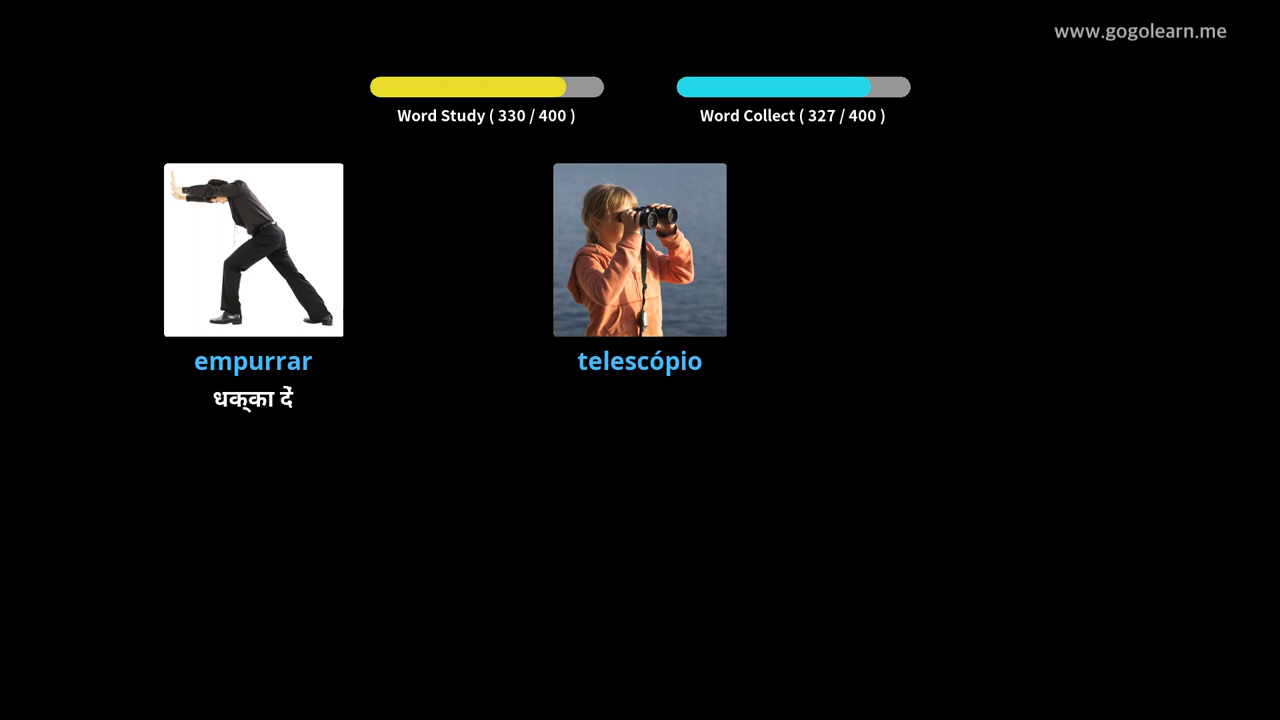 www.gogolearn.me
Word Study ( 330 / 400 )
Word Collect ( 327 / 400 )
empurrar
telescópio
धक्का दें